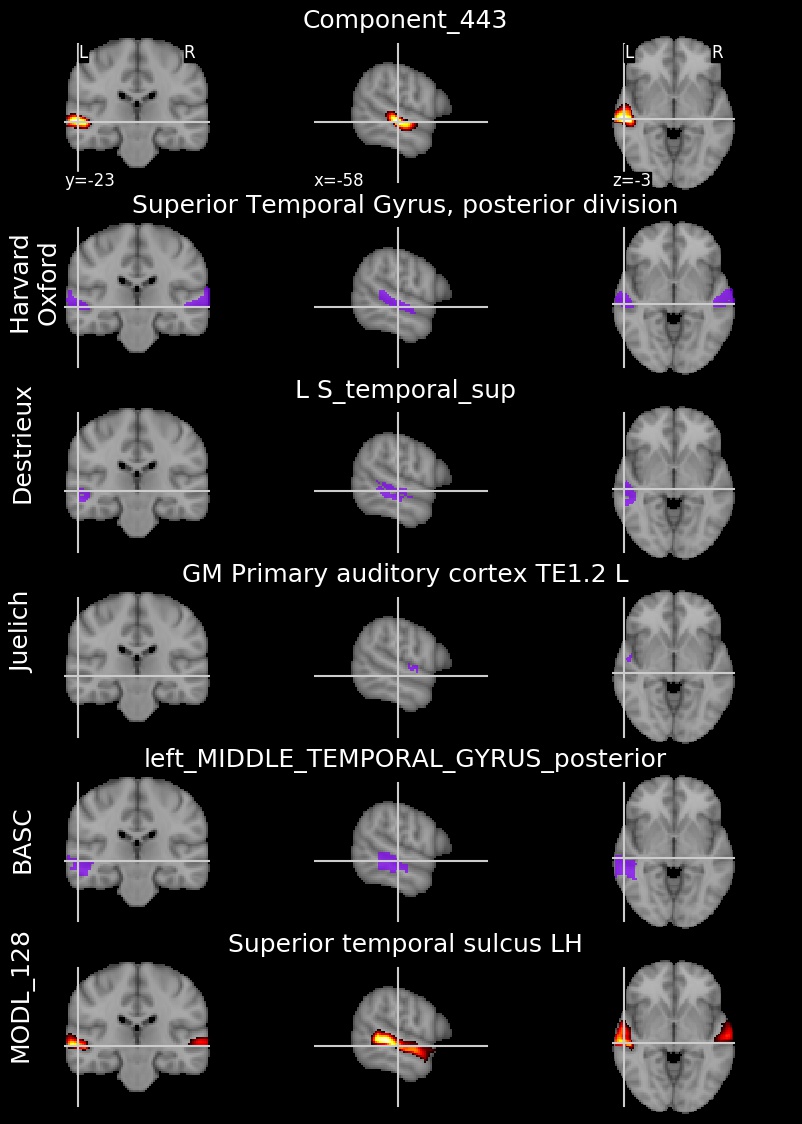 Component_443
L R
L R
y=-23
x=-58
z=-3
Superior Temporal Gyrus, posterior division
Harvard
Oxford
L S_temporal_sup
Destrieux
GM Primary auditory cortex TE1.2 L
Juelich
left_MIDDLE_TEMPORAL_GYRUS_posterior
BASC
Superior temporal sulcus LH
MODL_128